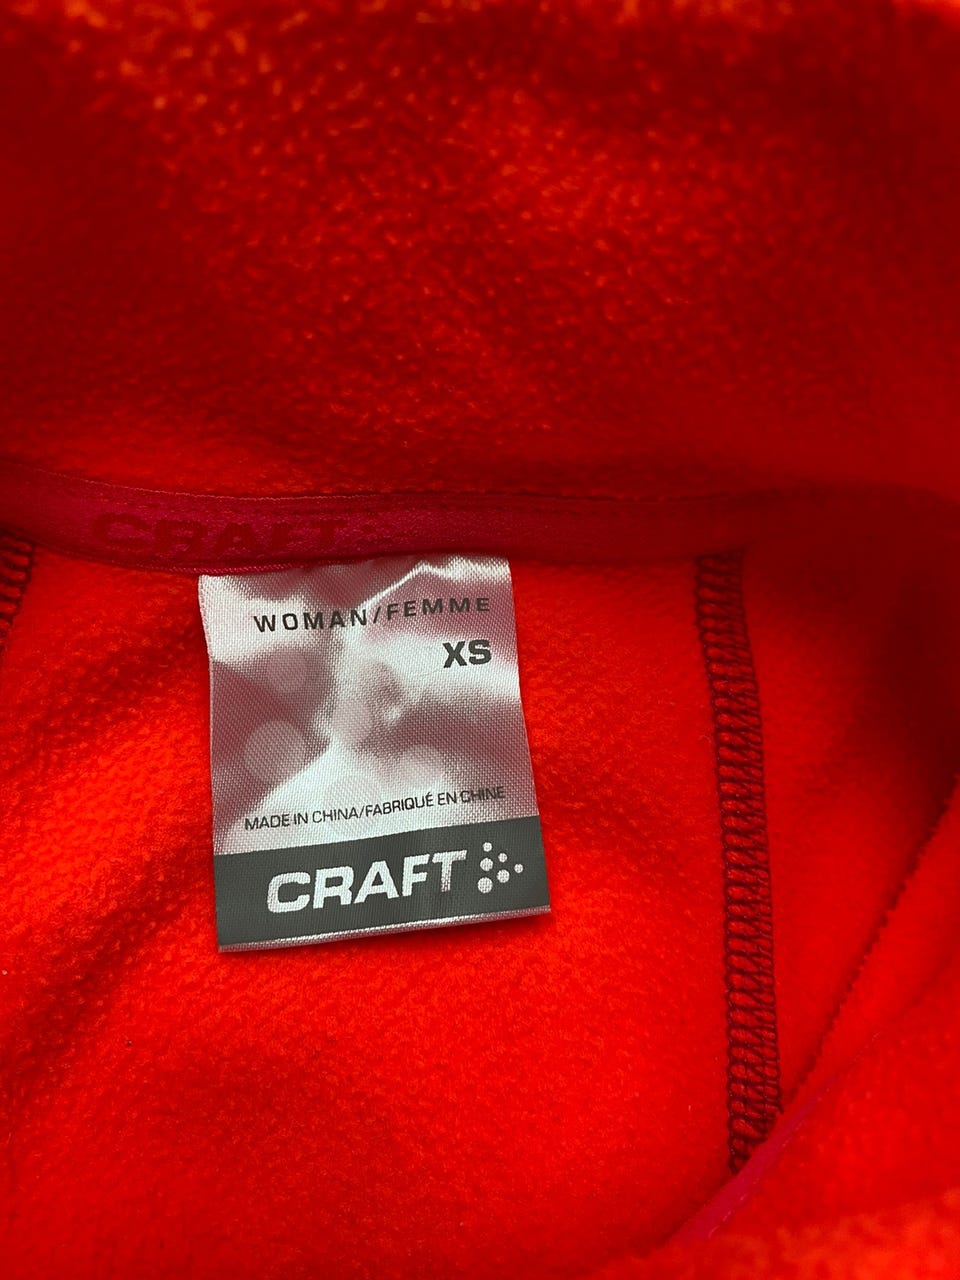 CRAFT
WOMAN/FEMME
XS
MADE IN CHINA/FABRIQUÉ EN CHINE
CRAFT